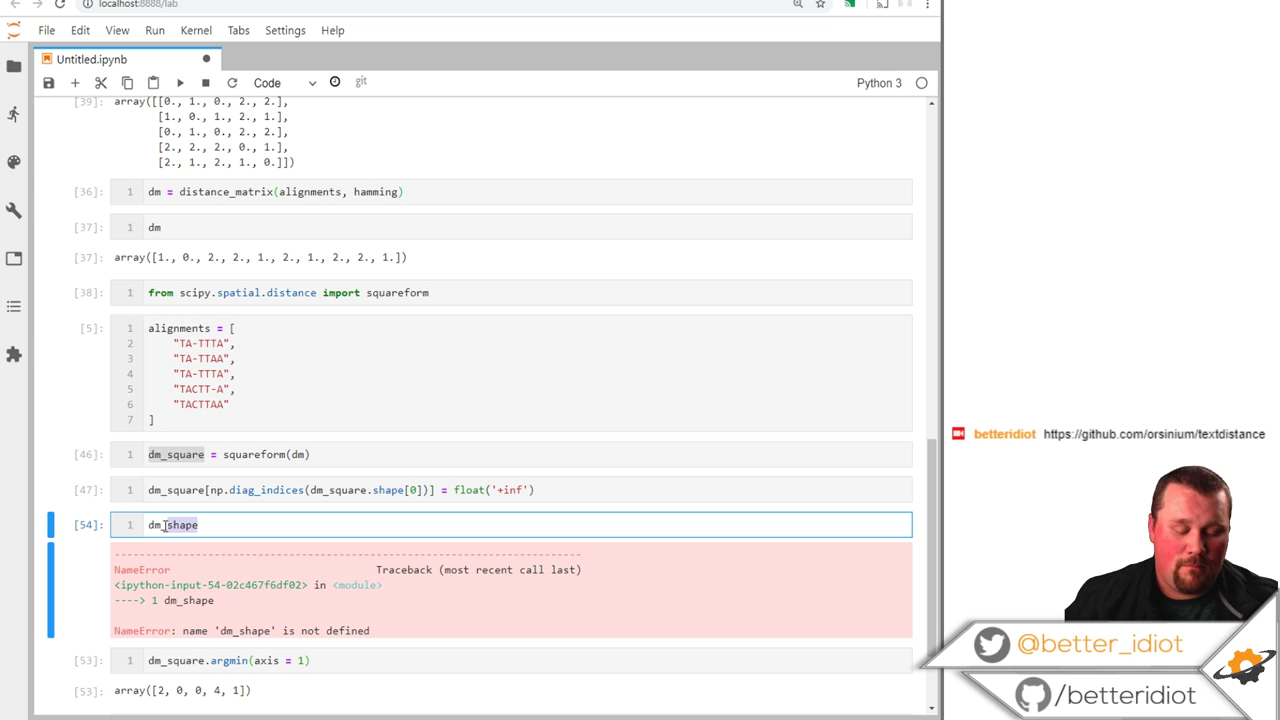 localhost:8888/lab
File Edit View Run Kernel Tabs Settings Help
Untitled.ipynb
Code git Python 3
[39]: array([[0., 1., 0., 2., 2.],
[1., 0., 1., 2., 1.],
[0., 1., 0., 2., 2.],
[2., 2., 2., 0., 1.],
[2., 1., 2., 1., 0.]])
[36]: 1 dm = distance_matrix(alignments, hamming)
[37]: 1 dm
[37]: array([1., 0., 2., 2., 1., 2., 1., 2., 2., 1.])
[38]: 1 from scipy.spatial.distance import squareform
[5]: 1 alignments = [
2 "TA-TTTA",
3 "TA-TTAA",
4 "TA-TTTA",
5 "TACTT-A",
6 "TACTTAA"
7 ]
[46]: 1 dm_square = squareform(dm)
[47]: 1 dm_square[np.diag_indices(dm_square.shape[0])] = float('+inf')
[54]: 1 dm_shape
---------------------------------------------------------------------------
NameError Traceback (most recent call last)
<ipython-input-54-02c467f6df02> in <module>
----> 1 dm_shape
NameError: name 'dm_shape' is not defined
[53]: 1 dm_square.argmin(axis = 1)
[53]: array([2, 0, 0, 4, 1])
betteridiot https://github.com/orsinium/textdistance
@better_idiot
/betteridiot